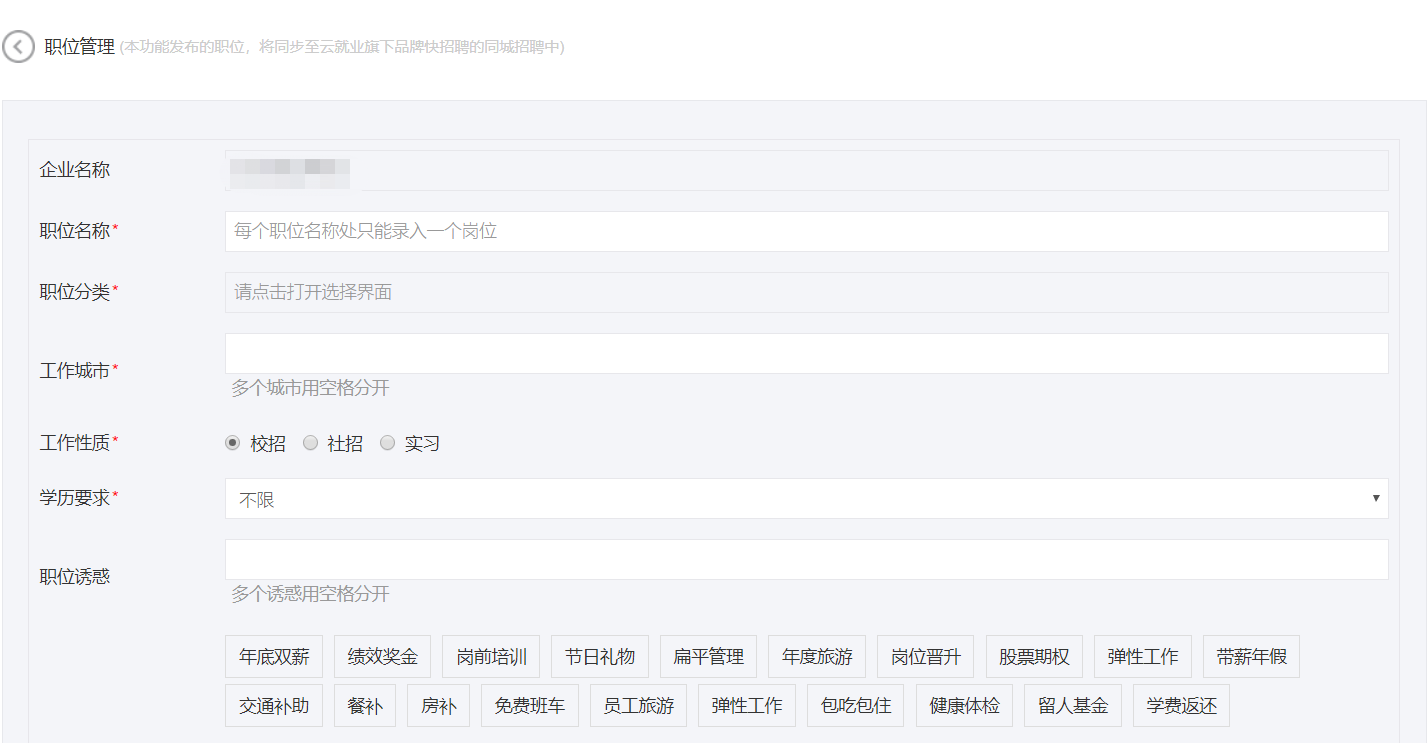 职位管理 (本功能发布的职位，将同步至云就业旗下品牌快招聘的同城招聘中)
企业名称
职位名称* 每个职位名称处只能录入一个岗位
职位分类* 请点击打开选择界面
工作城市*
多个城市用空格分开
工作性质* 校招 社招 实习
学历要求* 不限
职位诱惑
多个诱惑用空格分开
年底双薪 绩效奖金 岗前培训 节日礼物 扁平管理 年度旅游 岗位晋升 股票期权 弹性工作 带薪年假
交通补助 餐补 房补 免费班车 员工旅游 弹性工作 包吃包住 健康体检 留人基金 学费返还